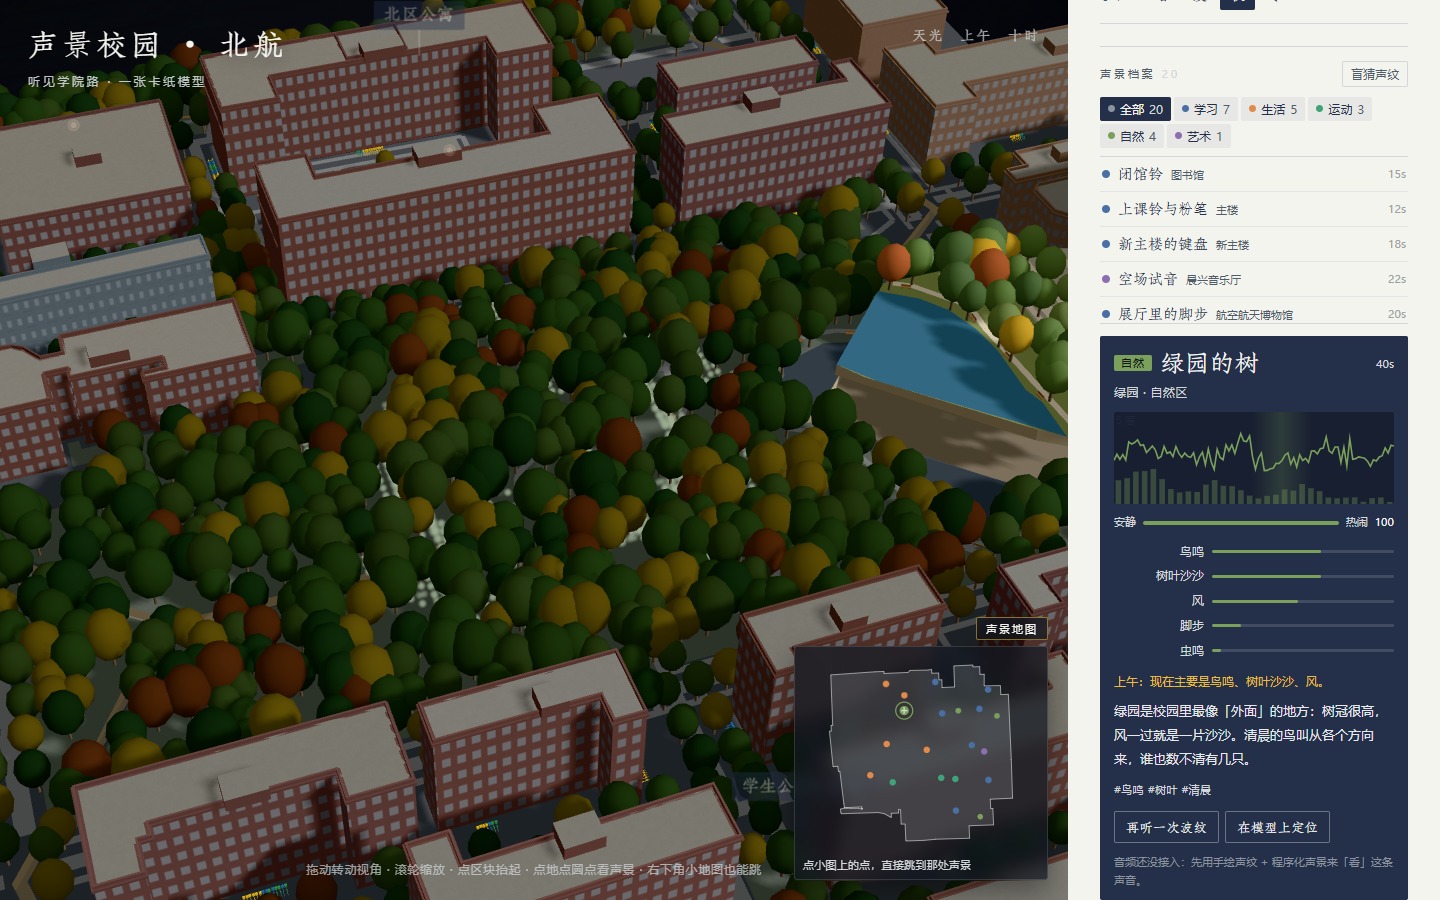 北区公寓
声景校园 · 北航
听见学院路 · 一张卡纸模型
天光 上午 十时
声景档案 20
盲猜声纹
全部 20 学习 7 生活 5 运动 3
自然 4 艺术 1
闭馆铃 图书馆 15s
上课铃与粉笔 主楼 12s
新主楼的键盘 新主楼 18s
空场试音 晨兴音乐厅 22s
展厅里的脚步 航空航天博物馆 20s
自然 绿园的树 40s
绿园 · 自然区
安静 热闹 100
鸟鸣
树叶沙沙
风
脚步
虫鸣
上午：现在主要是鸟鸣、树叶沙沙、风。
绿园是校园里最像「外面」的地方：树冠很高，
风一过就是一片沙沙。清晨的鸟叫从各个方向
来，谁也数不清有几只。
#鸟鸣 #树叶 #清晨
再听一次波纹 在模型上定位
音频还没接入：先用手绘声纹 + 程序化声景来「看」这条
声音。
声景地图
学生公
点小图上的点，直接跳到那处声景
拖动转动视角 · 滚轮缩放 · 点区块抬起 · 点地点圆点看声景 · 右下角小地图也能跳